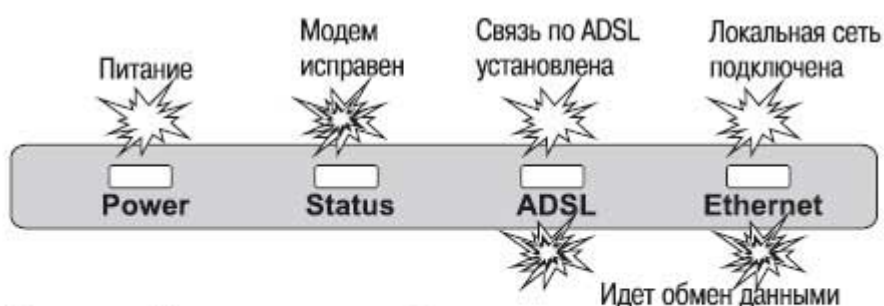 Питание
Модем
исправен
Связь по ADSL
установлена
Локальная сеть
подключена
Power Status ADSL Ethernet
Идет обмен данными